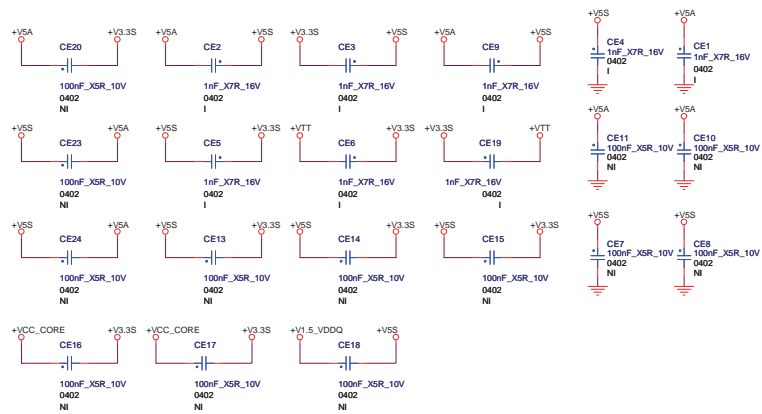 +V5A +V3.3S
CE20
100nF_X5R_10V
0402
NI
+V5A +V5S
CE2
1nF_X7R_16V
0402
I
+V3.3S +V5S
CE3
1nF_X7R_16V
0402
I
+V5A +V5S
CE9
1nF_X7R_16V
0402
I
+V5S
CE4
1nF_X7R_16V
0402
I
+V5A
CE1
1nF_X7R_16V
0402
I
+V5S +V5A
CE23
100nF_X5R_10V
0402
NI
+V5S +V3.3S
CE5
1nF_X7R_16V
0402
I
+VTT +V3.3S
CE6
1nF_X7R_16V
0402
I
+V3.3S +VTT
CE19
1nF_X7R_16V
0402
I
+V5A
CE11
100nF_X5R_10V
0402
NI
+V5A
CE10
100nF_X5R_10V
0402
NI
+V5S +V5A
CE24
100nF_X5R_10V
0402
NI
+V5S +V3.3S
CE13
100nF_X5R_10V
0402
NI
+V5S +V3.3S
CE14
100nF_X5R_10V
0402
NI
+V5S +V3.3S
CE15
100nF_X5R_10V
0402
NI
+V5S
CE7
100nF_X5R_10V
0402
NI
+V5S
CE8
100nF_X5R_10V
0402
NI
+VCC_CORE +V3.3S
CE16
100nF_X5R_10V
0402
NI
+VCC_CORE +V3.3S
CE17
100nF_X5R_10V
0402
NI
+V1.5_VDDQ +V5S
CE18
100nF_X5R_10V
0402
NI